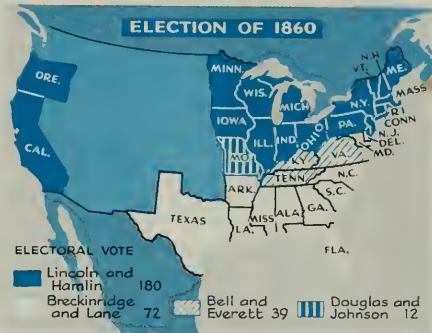 ELECTION OF 1860
ORE.
CAL.
MINN.
WIS.
MICH
IOWA
ILL.
IND.
OHIO
MO.
KY.
VA.
TENN.
ARK.
TEXAS
LA.
MISS
ALA.
GA.
FLA.
S.C.
N.C.
MD.
DEL.
N.J.
PA.
N.Y.
CONN
R I
MASS
VT.
N.H
ME.
ELECTORAL VOTE
Lincoln and
Hamlin 180
Breckinridge
and Lane 72
Bell and
Everett 39
Douglas and
Johnson 12